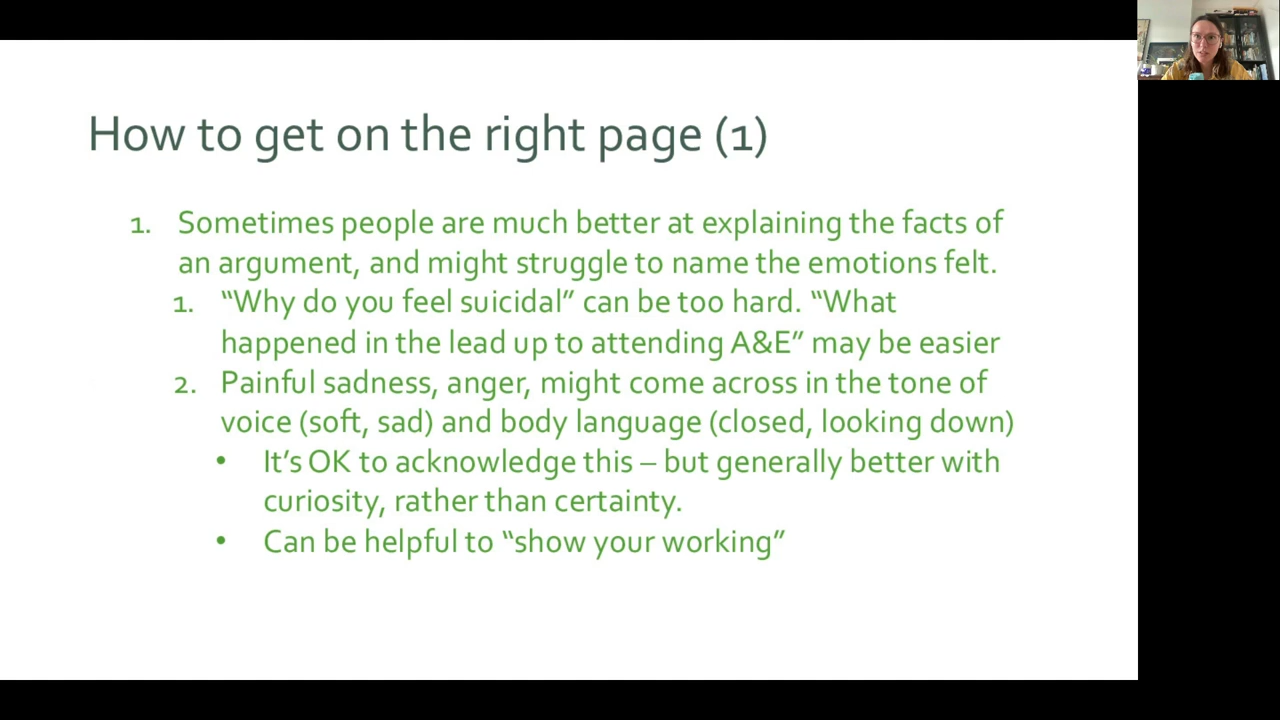 How to get on the right page (1)
1. Sometimes people are much better at explaining the facts of
an argument, and might struggle to name the emotions felt.
1. “Why do you feel suicidal” can be too hard. “What
happened in the lead up to attending A&E” may be easier
2. Painful sadness, anger, might come across in the tone of
voice (soft, sad) and body language (closed, looking down)
• It’s OK to acknowledge this – but generally better with
curiosity, rather than certainty.
• Can be helpful to “show your working”